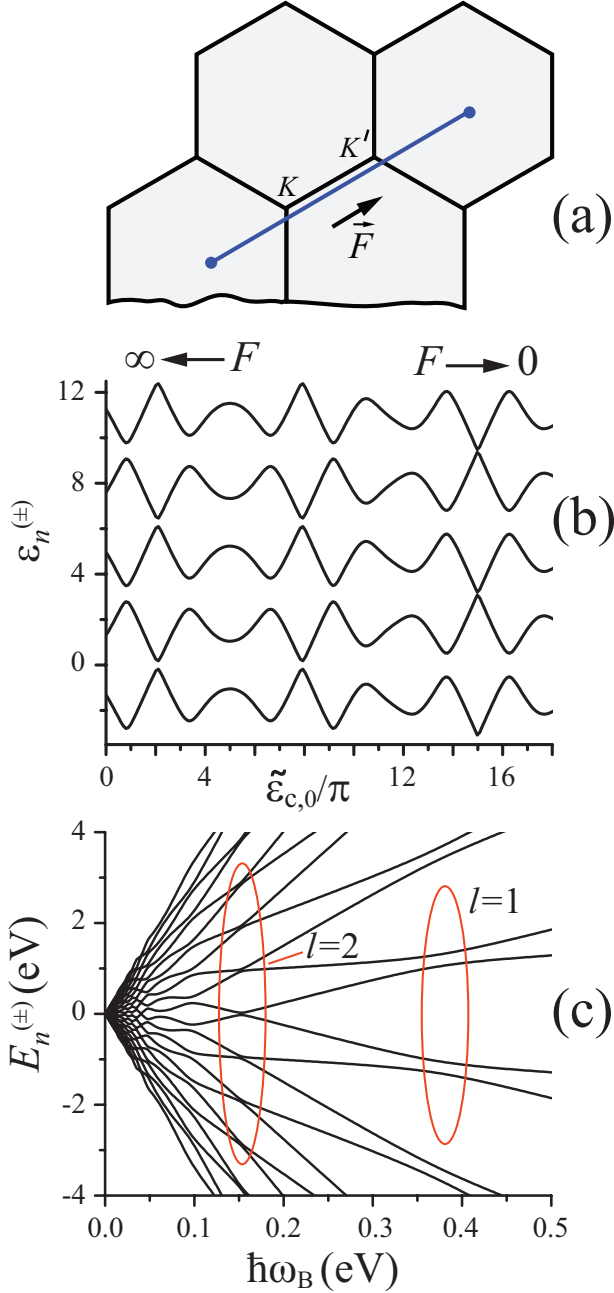 K
K′
F⃗
(a)
∞ ← F
F → 0
12
8
4
0
ε_n^(±)
(b)
0
4
8
12
16
ε̃_c,0/π
4
2
0
-2
-4
E_n^(±) (eV)
l=1
l=2
(c)
0.0
0.1
0.2
0.3
0.4
0.5
ħω_B (eV)